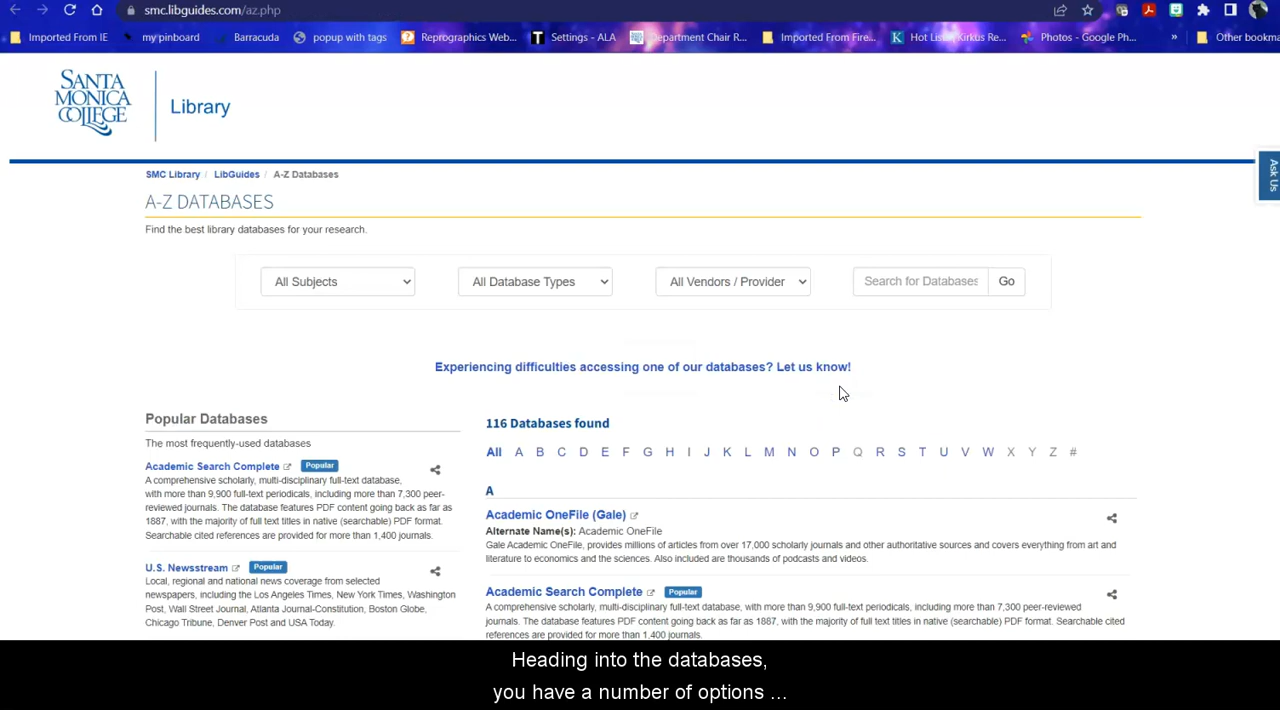 smc.libguides.com/az.php
Imported From IE my pinboard Barracuda popup with tags Reprographics Web... Settings - ALA Department Chair R... Imported From Fire... Hot List | Kirkus Re... Photos - Google Ph... » Other bookma
SANTA
MONICA
COLLEGE
Library
Ask Us
SMC Library / LibGuides / A-Z Databases
A-Z DATABASES
Find the best library databases for your research.
All Subjects All Database Types All Vendors / Provider Search for Databases Go
Experiencing difficulties accessing one of our databases? Let us know!
Popular Databases
The most frequently-used databases
Academic Search Complete Popular
A comprehensive scholarly, multi-disciplinary full-text database,
with more than 9,900 full-text periodicals, including more than 7,300 peer-
reviewed journals. The database features PDF content going back as far as
1887, with the majority of full text titles in native (searchable) PDF format.
Searchable cited references are provided for more than 1,400 journals.
U.S. Newsstream Popular
Local, regional and national news coverage from selected
newspapers, including the Los Angeles Times, New York Times, Washington
Post, Wall Street Journal, Atlanta Journal-Constitution, Boston Globe,
Chicago Tribune, Denver Post and USA Today.
116 Databases found
All A B C D E F G H I J K L M N O P Q R S T U V W X Y Z #
A
Academic OneFile (Gale)
Alternate Name(s): Academic OneFile
Gale Academic OneFile, provides millions of articles from over 17,000 scholarly journals and other authoritative sources and covers everything from art and
literature to economics and the sciences. Also included are thousands of podcasts and videos.
Academic Search Complete Popular
A comprehensive scholarly, multi-disciplinary full-text database, with more than 9,900 full-text periodicals, including more than 7,300 peer-reviewed
journals. The database features PDF content going back as far as 1887, with the majority of full text titles in native (searchable) PDF format. Searchable cited
references are provided for more than 1,400 journals.
Heading into the databases,
you have a number of options ...